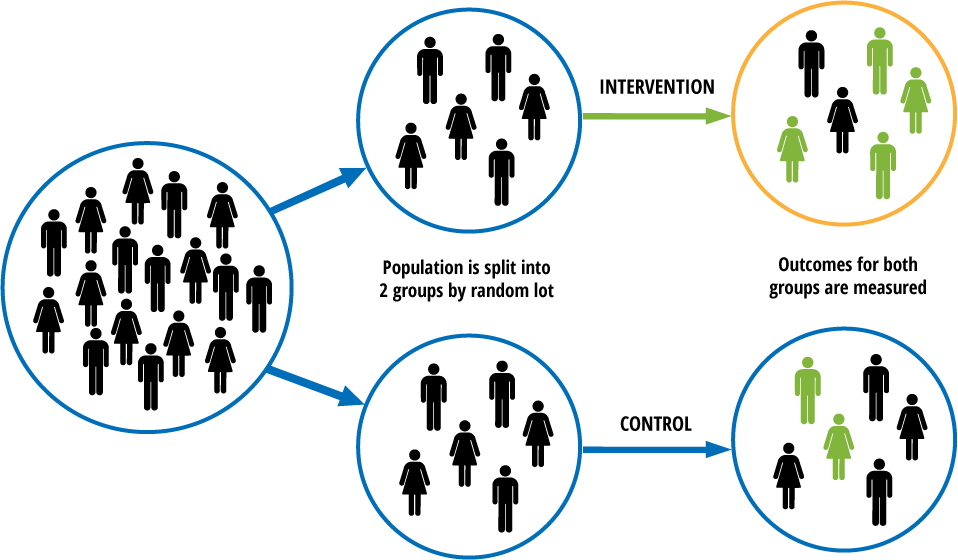 INTERVENTION
Population is split into
2 groups by random lot
Outcomes for both
groups are measured
CONTROL